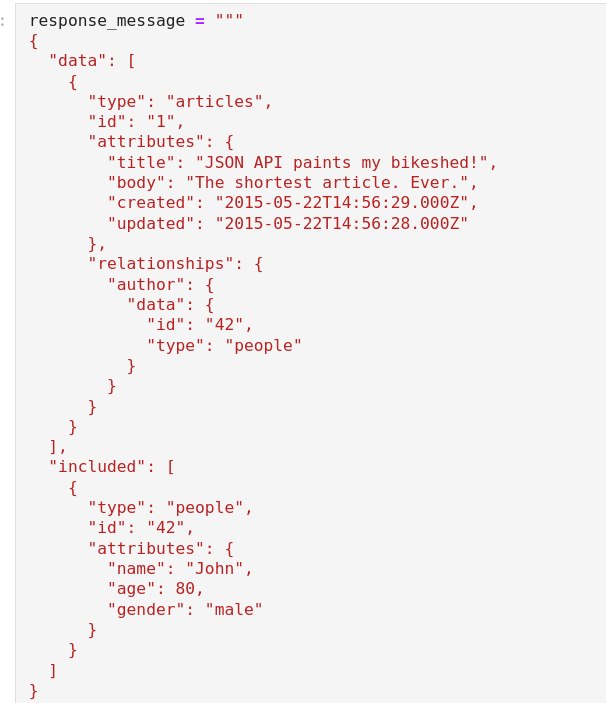 response_message = """
{
  "data": [
    {
      "type": "articles",
      "id": "1",
      "attributes": {
        "title": "JSON API paints my bikeshed!",
        "body": "The shortest article. Ever.",
        "created": "2015-05-22T14:56:29.000Z",
        "updated": "2015-05-22T14:56:28.000Z"
      },
      "relationships": {
        "author": {
          "data": {
            "id": "42",
            "type": "people"
          }
        }
      }
    }
  ],
  "included": [
    {
      "type": "people",
      "id": "42",
      "attributes": {
        "name": "John",
        "age": 80,
        "gender": "male"
      }
    }
  ]
}